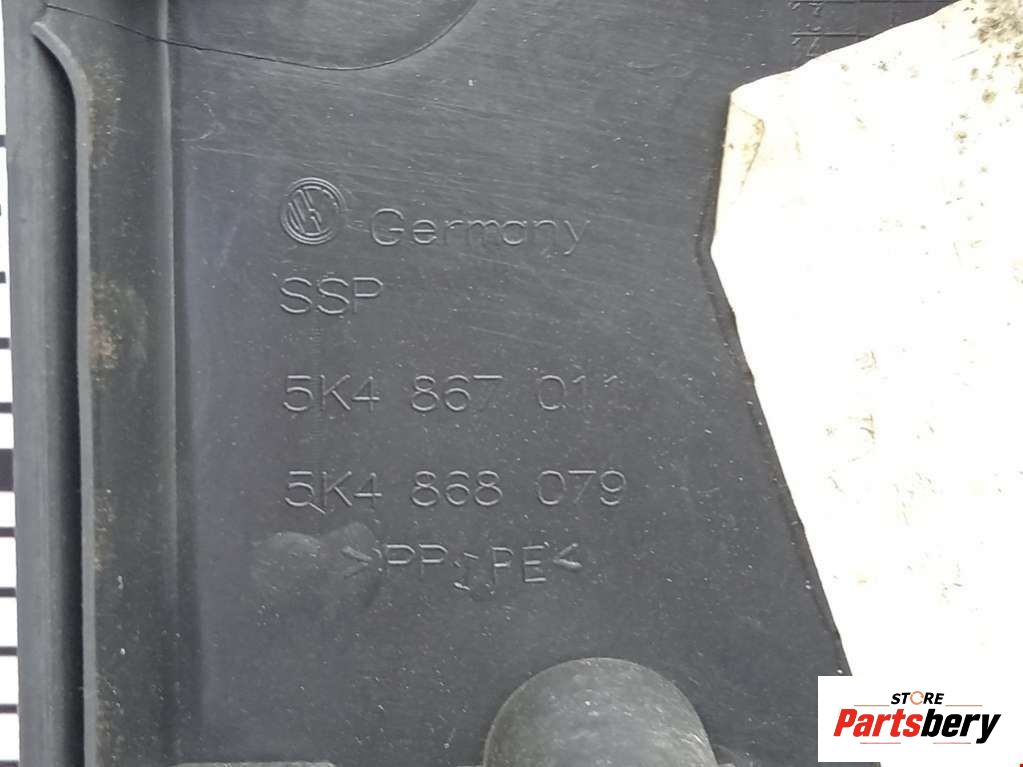 Germany
SSP
5K4 867 011
5K4 868 079
>PP+PE<
STORE
Partsbery